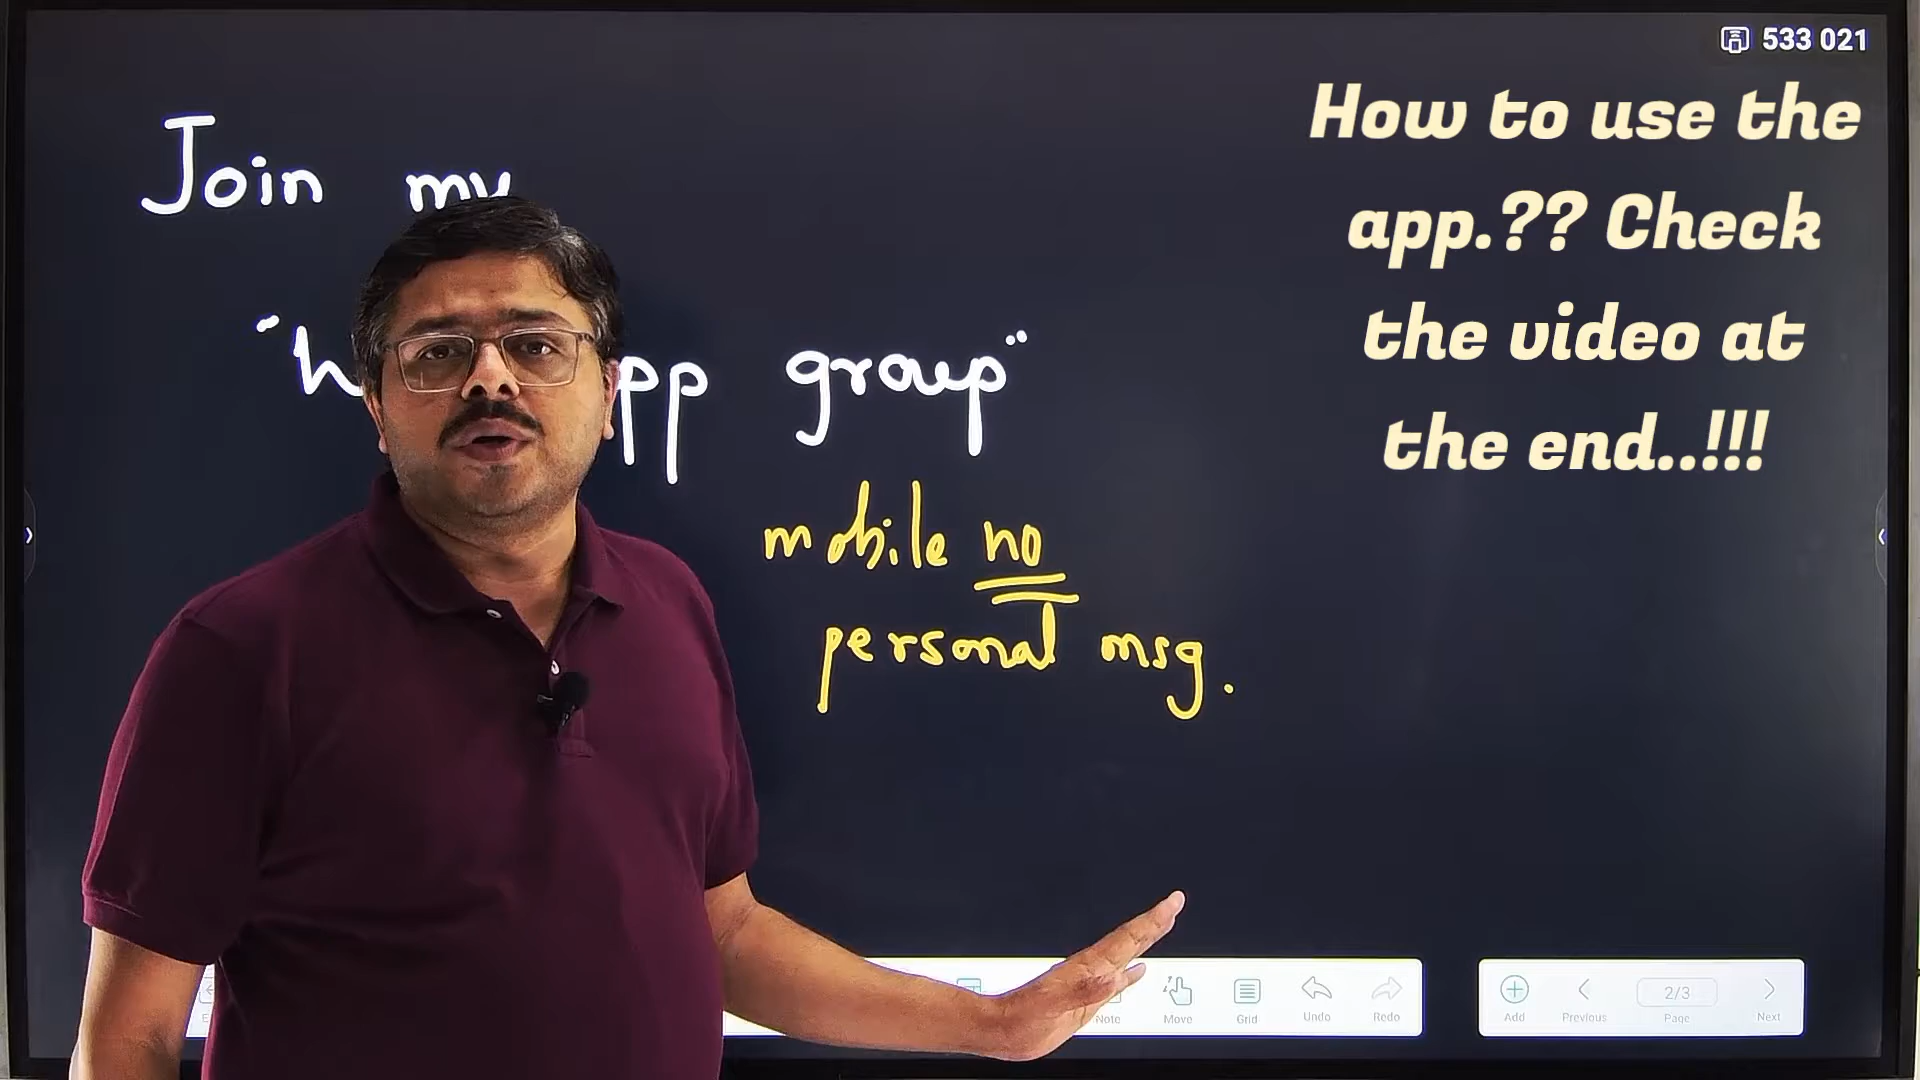 533 021
How to use the
app.?? Check
the video at
the end..!!!
Join my
group"
mobile no
personal msg.
Note
Move
Grid
Undo
Redo
Add
Previous
2/3
Page
Next